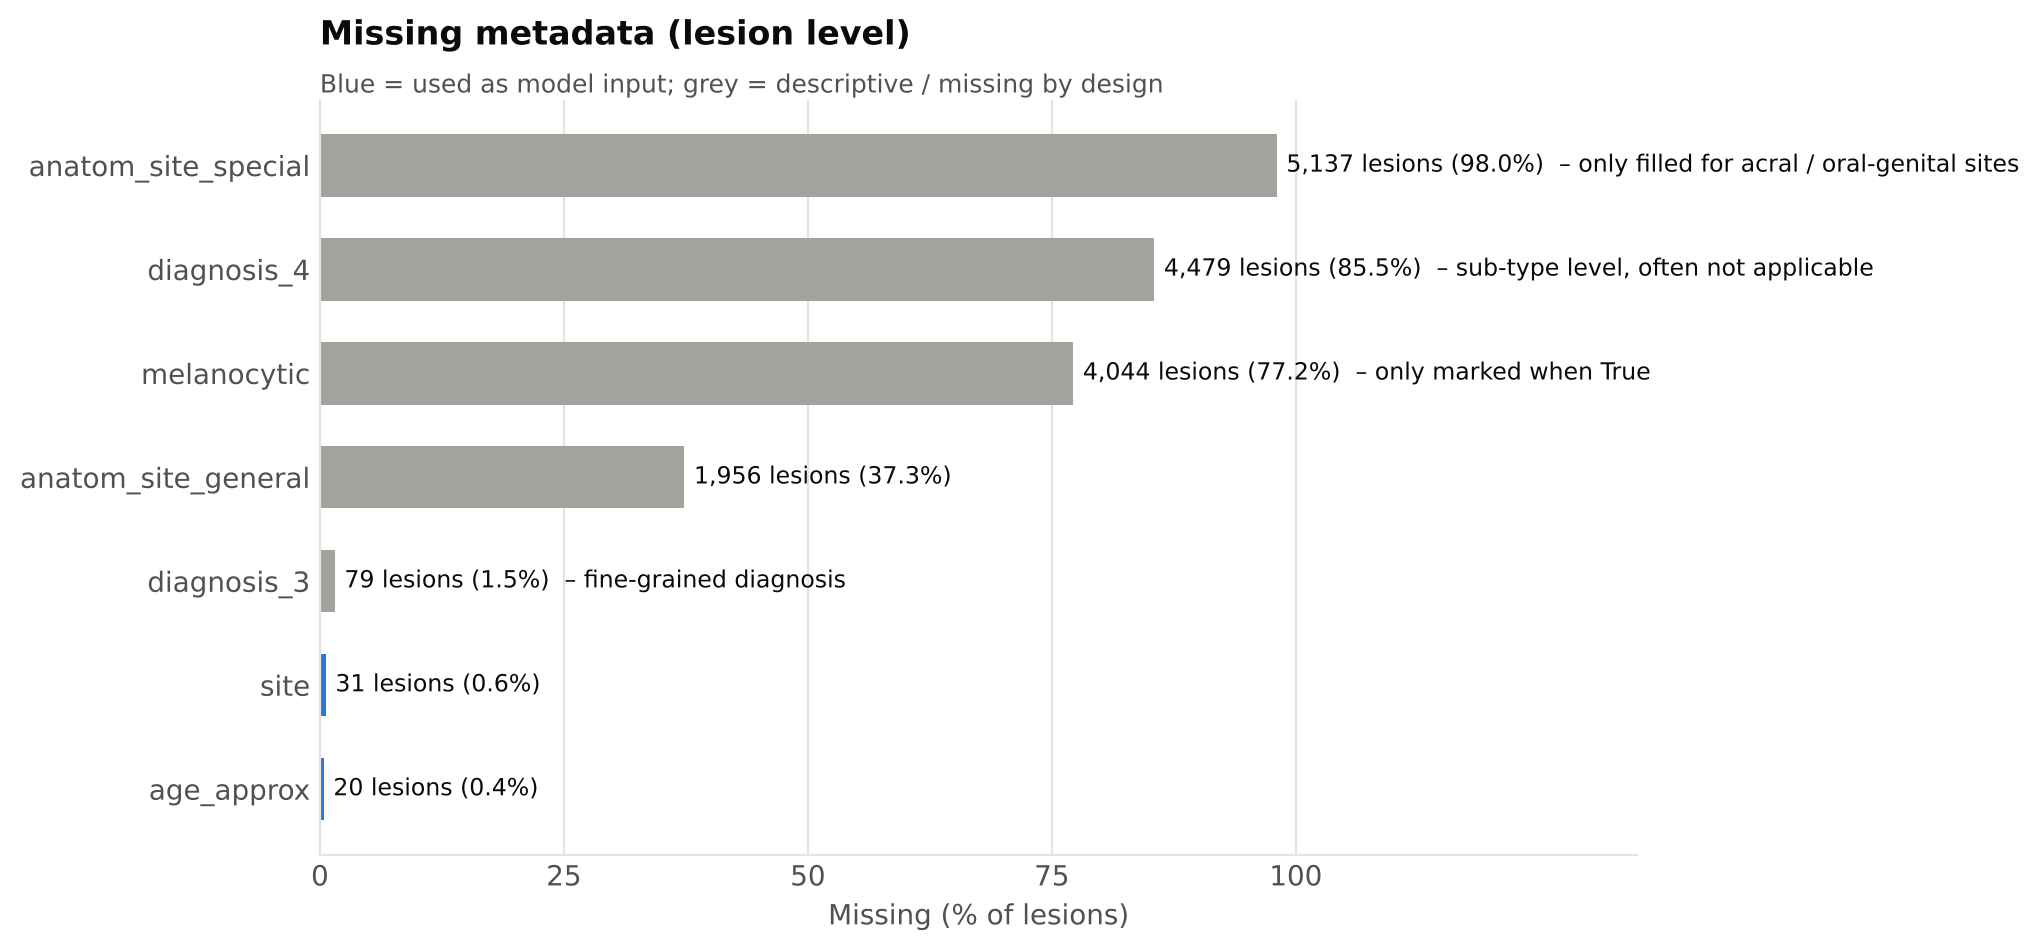 Missing metadata (lesion level)
Blue = used as model input; grey = descriptive / missing by design
anatom_site_special
5,137 lesions (98.0%)  – only filled for acral / oral-genital sites
diagnosis_4
4,479 lesions (85.5%)  – sub-type level, often not applicable
melanocytic
4,044 lesions (77.2%)  – only marked when True
anatom_site_general
1,956 lesions (37.3%)
diagnosis_3
79 lesions (1.5%)  – fine-grained diagnosis
site
31 lesions (0.6%)
age_approx
20 lesions (0.4%)
0 25 50 75 100
Missing (% of lesions)